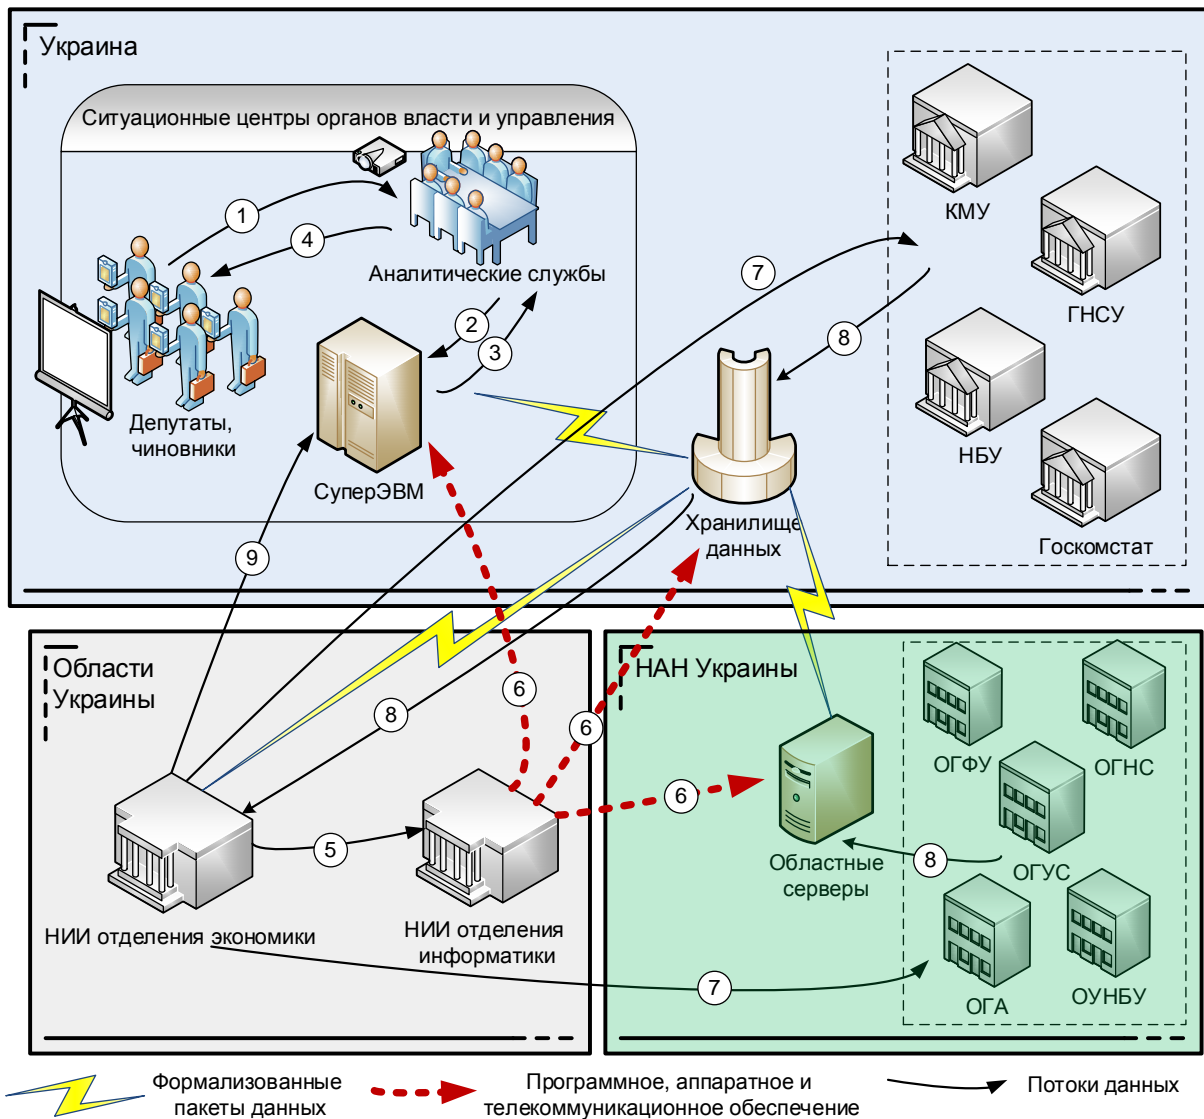 Украина
Ситуационные центры органов власти и управления
КМУ
1
4
7
Аналитические службы
ГНСУ
2
3
8
Депутаты,
чиновники
НБУ
СуперЭВМ
Хранилище
данных
Госкомстат
9
Области
Украины
НАН Украины
6
8
6
6
ОГФУ
ОГНС
5
Областные
серверы
8
ОГУС
НИИ отделения экономики
НИИ отделения
информатики
7
ОГА
ОУНБУ
Формализованные
пакеты данных
Программное, аппаратное и
телекоммуникационное обеспечение
Потоки данных